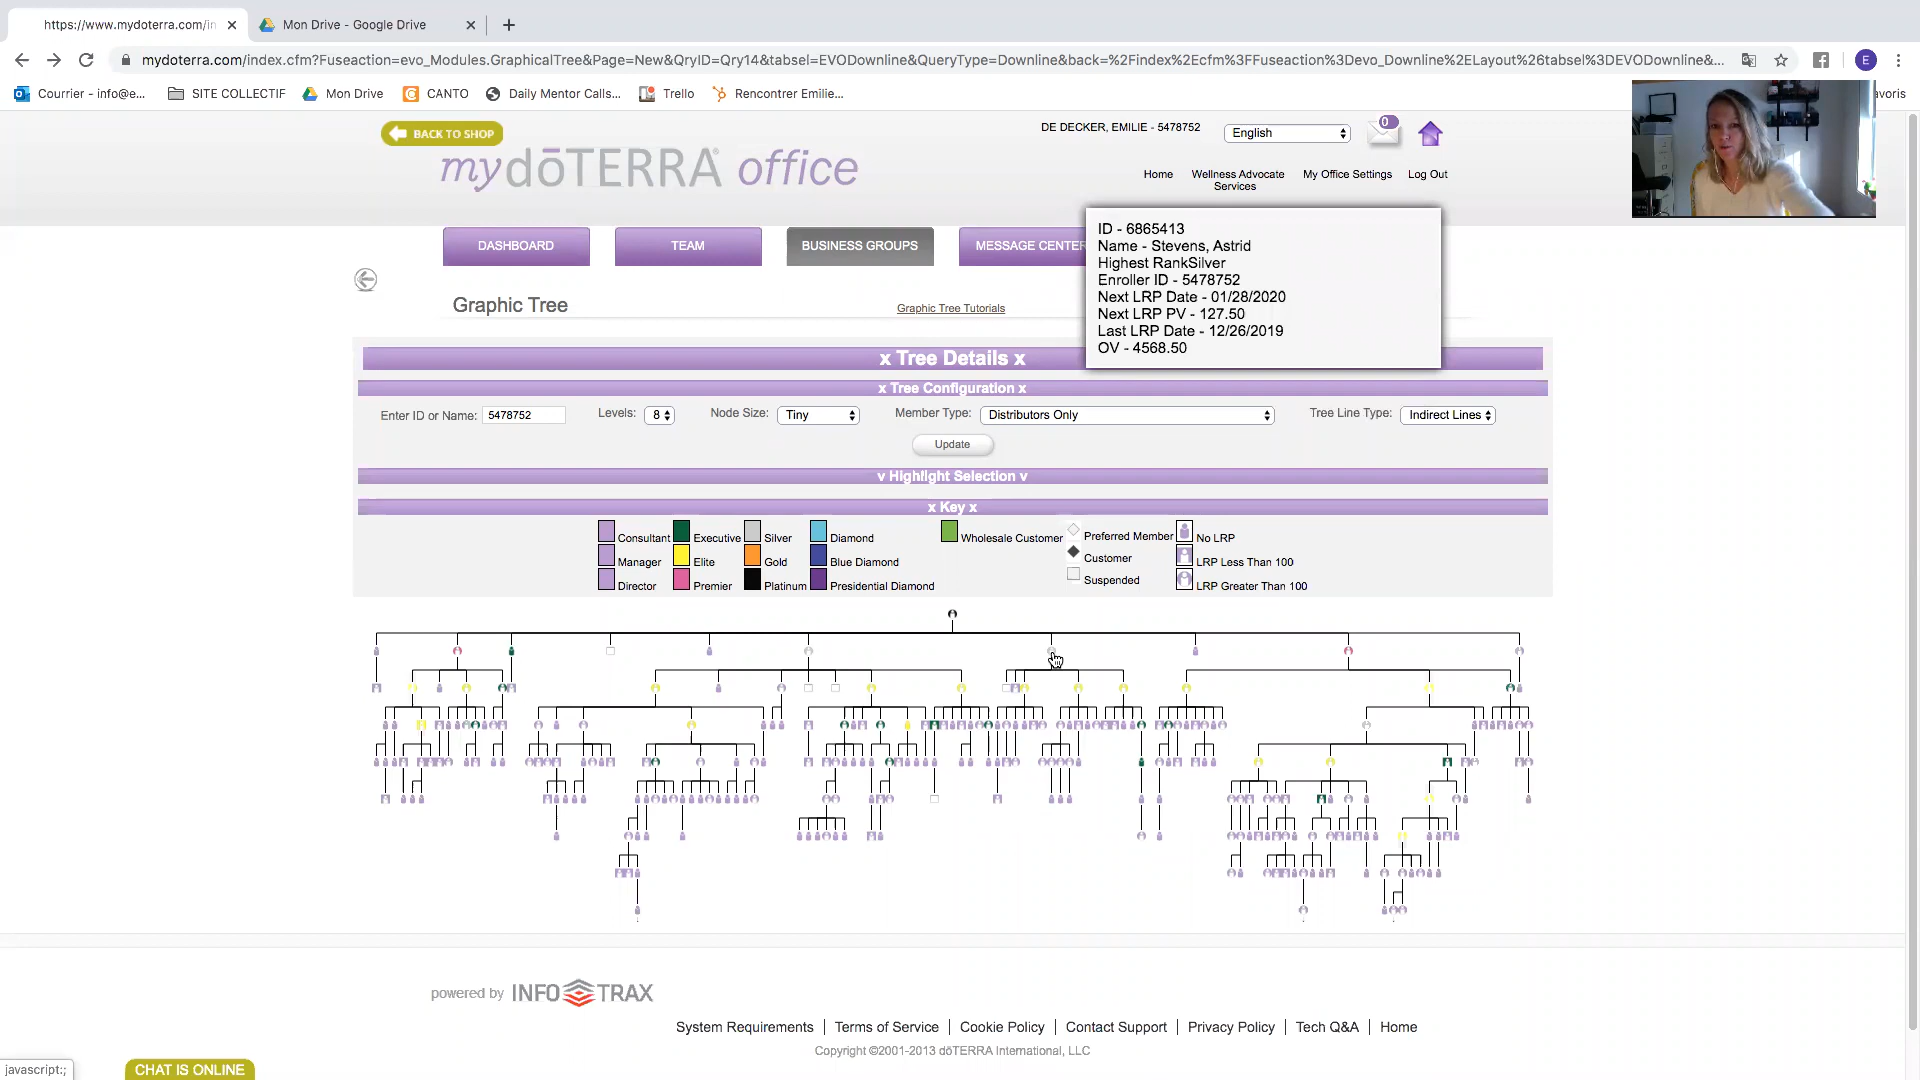 https://www.mydoterra.com/in
Mon Drive - Google Drive
mydoterra.com/index.cfm?Fuseaction=evo_Modules.GraphicalTree&Page=New&QryID=Qry14&tabsel=EVODownline&QueryType=Downline&back=%2Findex%2Ecfm%3FFuseaction%3Devo_Downline%2ELayout%26tabsel%3DEVODownline&...
E
Courrier - info@e...
SITE COLLECTIF
Mon Drive
CANTO
Daily Mentor Calls...
Trello
Rencontrer Emilie...
avoris
BACK TO SHOP
DE DECKER, EMILIE - 5478752
English
0
mydōTERRA® office
Home
Wellness Advocate Services
My Office Settings
Log Out
DASHBOARD
TEAM
BUSINESS GROUPS
MESSAGE CENTER
ID - 6865413
Name - Stevens, Astrid
Highest RankSilver
Enroller ID - 5478752
Next LRP Date - 01/28/2020
Next LRP PV - 127.50
Last LRP Date - 12/26/2019
OV - 4568.50
Graphic Tree
Graphic Tree Tutorials
x Tree Details x
x Tree Configuration x
Enter ID or Name: 5478752
Levels: 8
Node Size: Tiny
Member Type: Distributors Only
Tree Line Type: Indirect Lines
Update
v Highlight Selection v
x Key x
Consultant Executive Silver Diamond Wholesale Customer Preferred Member No LRP
Manager Elite Gold Blue Diamond Customer LRP Less Than 100
Director Premier Platinum Presidential Diamond Suspended LRP Greater Than 100
powered by INFOTRAX
System Requirements | Terms of Service | Cookie Policy | Contact Support | Privacy Policy | Tech Q&A | Home
Copyright ©2001-2013 dōTERRA International, LLC
javascript:;
CHAT IS ONLINE